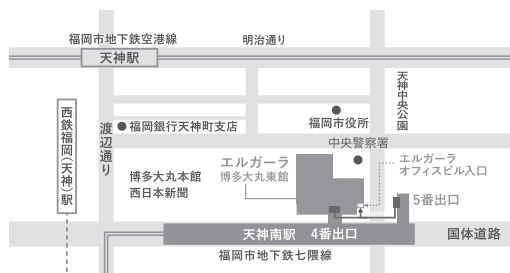 福岡市地下鉄空港線
明治通り
天神駅
天神中央公園
西鉄福岡(天神)駅
渡辺通り
福岡銀行天神町支店
福岡市役所
中央警察署
エルガーラ
博多大丸東館
エルガーラ
オフィスビル入口
博多大丸本館
西日本新聞
5番出口
天神南駅 4番出口
国体道路
福岡市地下鉄七隈線